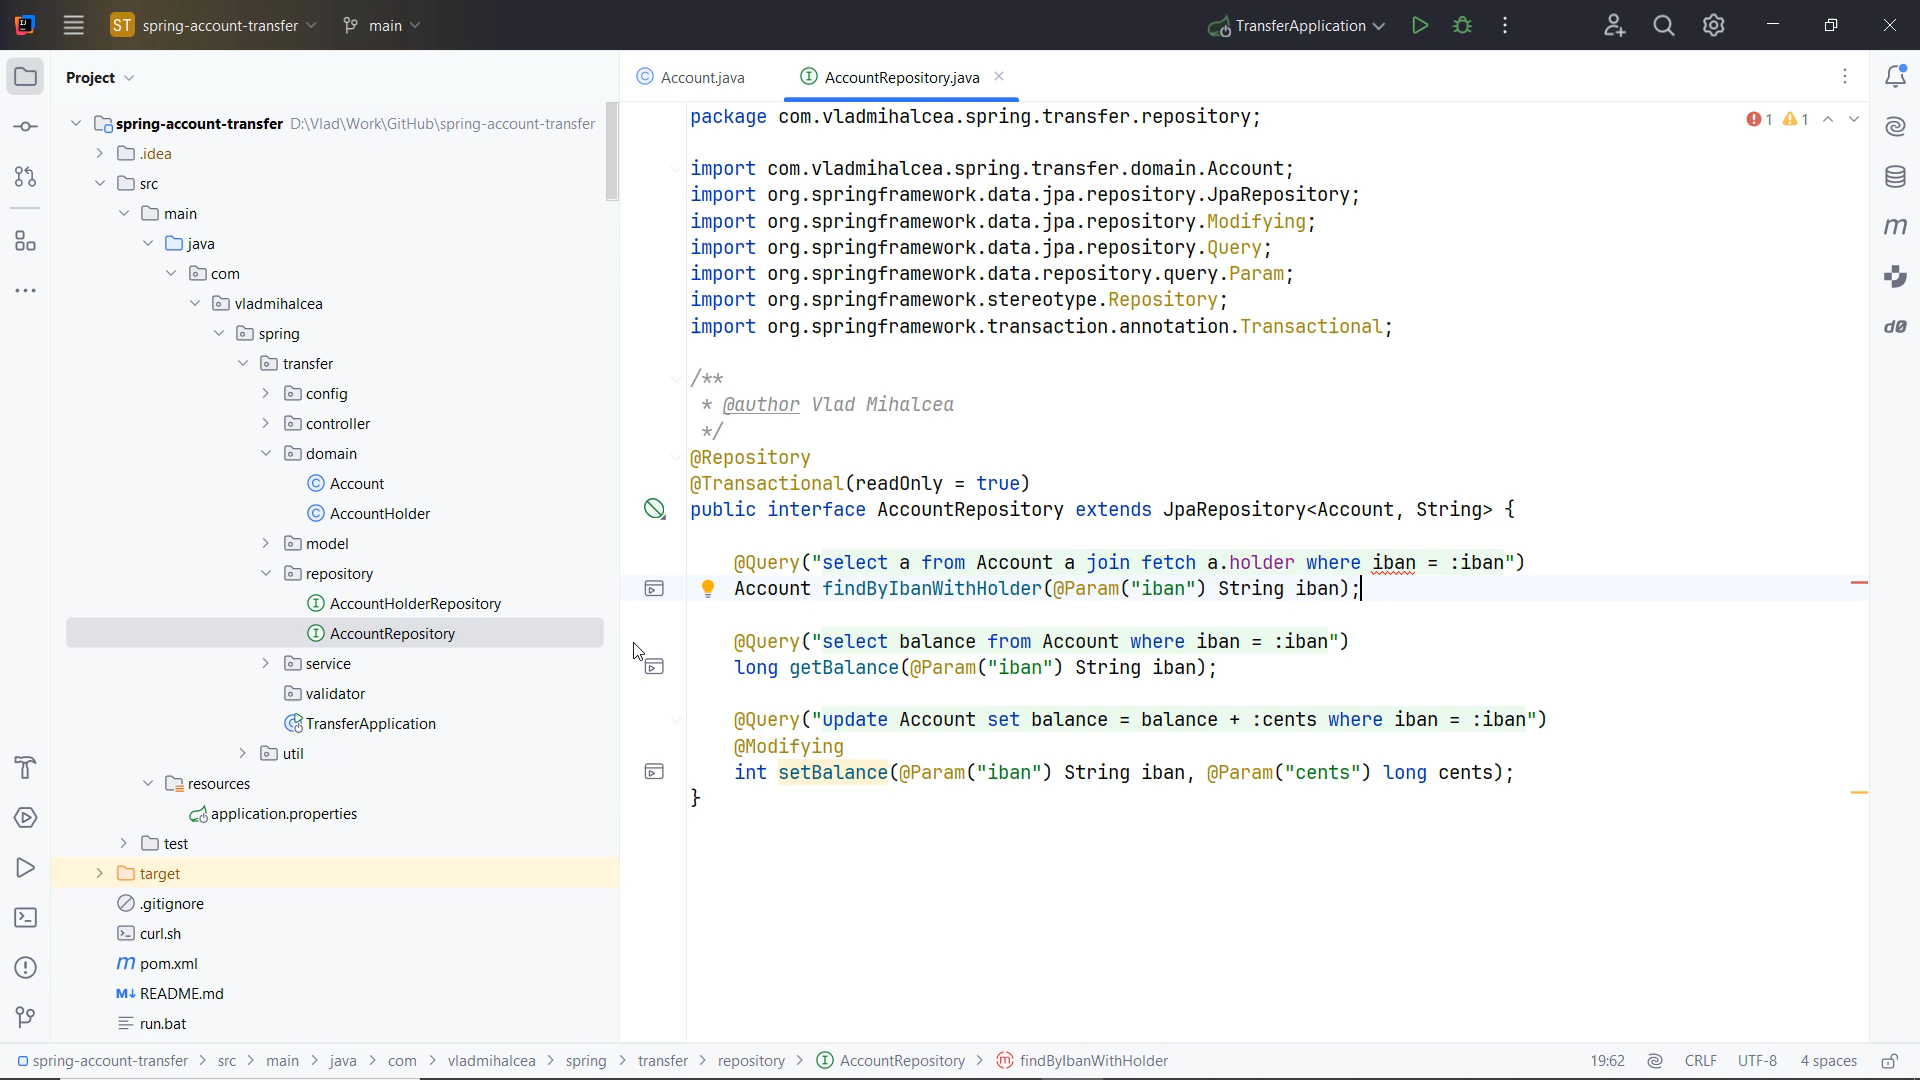 ST spring-account-transfer main TransferApplication
Project
Account.java AccountRepository.java
spring-account-transfer D:\Vlad\Work\GitHub\spring-account-transfer
.idea
src
main
java
com
vladmihalcea
spring
transfer
config
controller
domain
Account
AccountHolder
model
repository
AccountHolderRepository
AccountRepository
service
validator
TransferApplication
util
resources
application.properties
test
target
.gitignore
curl.sh
pom.xml
M↓ README.md
run.bat
package com.vladmihalcea.spring.transfer.repository;
1 1
import com.vladmihalcea.spring.transfer.domain.Account;
import org.springframework.data.jpa.repository.JpaRepository;
import org.springframework.data.jpa.repository.Modifying;
import org.springframework.data.jpa.repository.Query;
import org.springframework.data.repository.query.Param;
import org.springframework.stereotype.Repository;
import org.springframework.transaction.annotation.Transactional;
/**
* @author Vlad Mihalcea
*/
@Repository
@Transactional(readOnly = true)
public interface AccountRepository extends JpaRepository<Account, String> {
@Query("select a from Account a join fetch a.holder where iban = :iban")
Account findByIbanWithHolder(@Param("iban") String iban);
@Query("select balance from Account where iban = :iban")
long getBalance(@Param("iban") String iban);
@Query("update Account set balance = balance + :cents where iban = :iban")
@Modifying
int setBalance(@Param("iban") String iban, @Param("cents") long cents);
}
spring-account-transfer > src > main > java > com > vladmihalcea > spring > transfer > repository > AccountRepository > findByIbanWithHolder
19:62 CRLF UTF-8 4 spaces